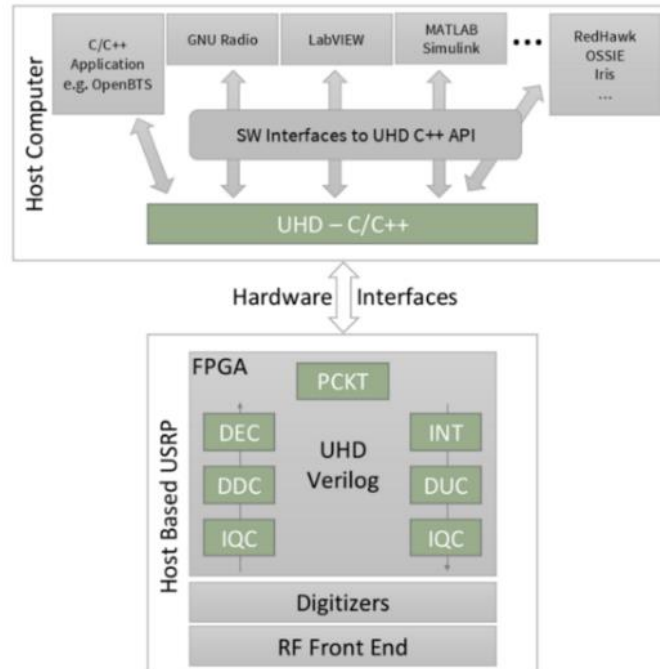 Host Computer
C/C++
Application
e.g. OpenBTS
GNU Radio
LabVIEW
MATLAB
Simulink
...
RedHawk
OSSIE
Iris
...
SW Interfaces to UHD C++ API
UHD – C/C++
Hardware Interfaces
Host Based USRP
FPGA
PCKT
DEC
DDC
IQC
UHD
Verilog
INT
DUC
IQC
Digitizers
RF Front End